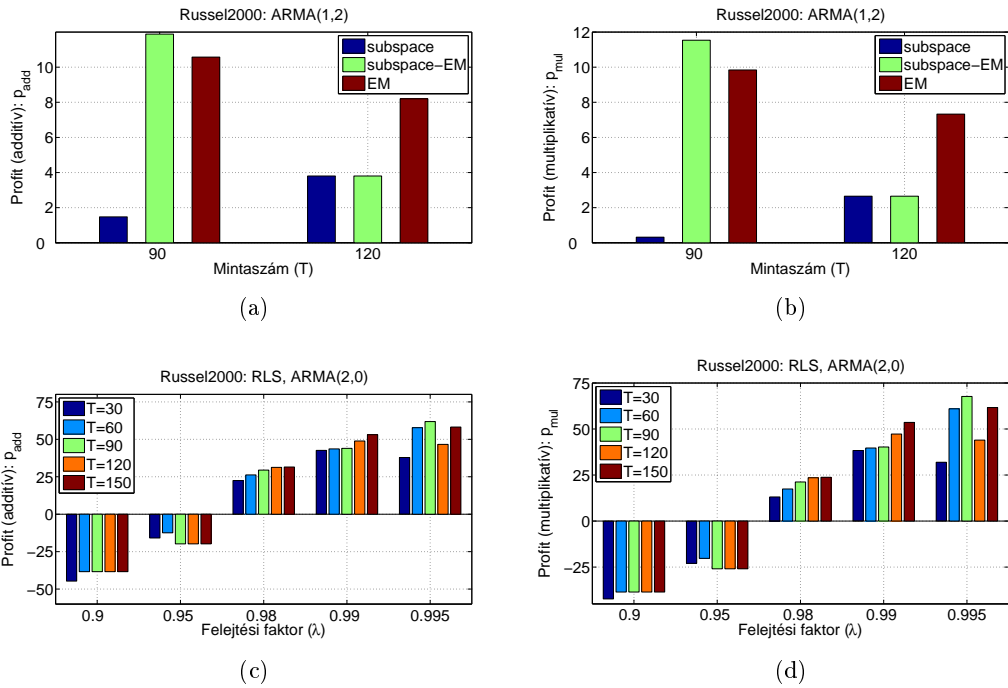 Russel2000: ARMA(1,2)
Profit (additív): p_add
10
8
6
4
2
0
subspace
subspace−EM
EM
90
120
Mintaszám (T)
(a)
Russel2000: ARMA(1,2)
Profit (multiplikatív): p_mul
12
10
8
6
4
2
0
subspace
subspace−EM
EM
90
120
Mintaszám (T)
(b)
Russel2000: RLS, ARMA(2,0)
Profit (additív): p_add
75
50
25
0
−25
−50
T=30
T=60
T=90
T=120
T=150
0.9
0.95
0.98
0.99
0.995
Felejtési faktor (λ)
(c)
Russel2000: RLS, ARMA(2,0)
Profit (multiplikatív): p_mul
75
50
25
0
−25
T=30
T=60
T=90
T=120
T=150
0.9
0.95
0.98
0.99
0.995
Felejtési faktor (λ)
(d)